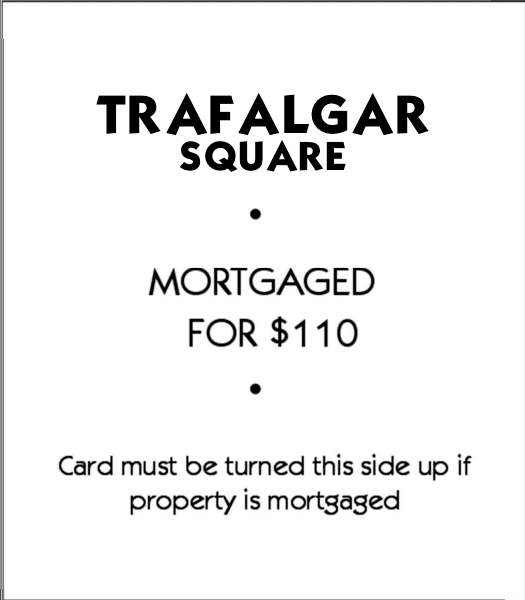 TRAFALGAR
SQUARE
•
MORTGAGED
FOR $110
•
Card must be turned this side up if
property is mortgaged